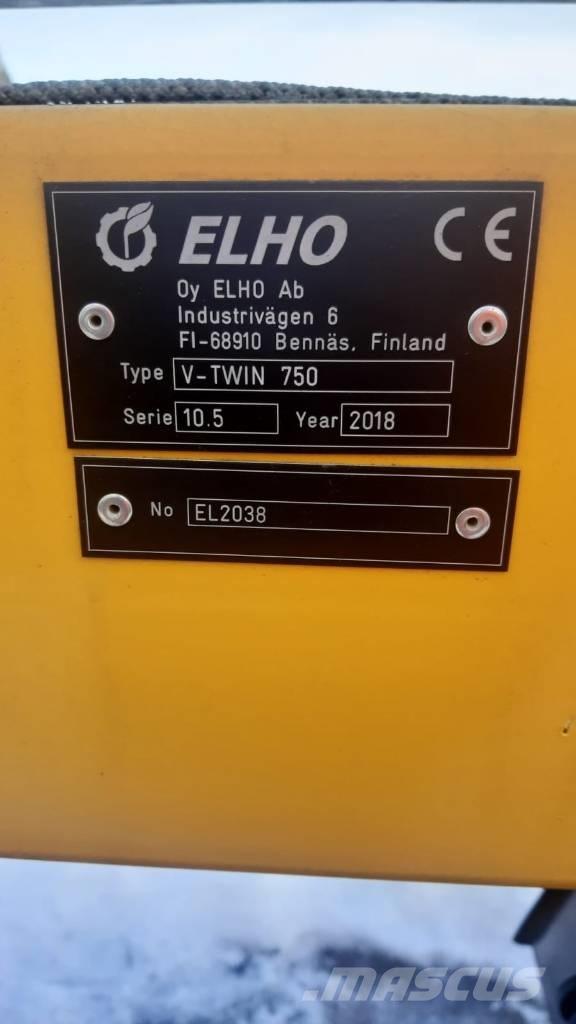 ELHO CE
Oy ELHO Ab
Industrivägen 6
FI-68910 Bennäs, Finland
Type V-TWIN 750
Serie 10.5 Year 2018
No EL2038
MASCUS